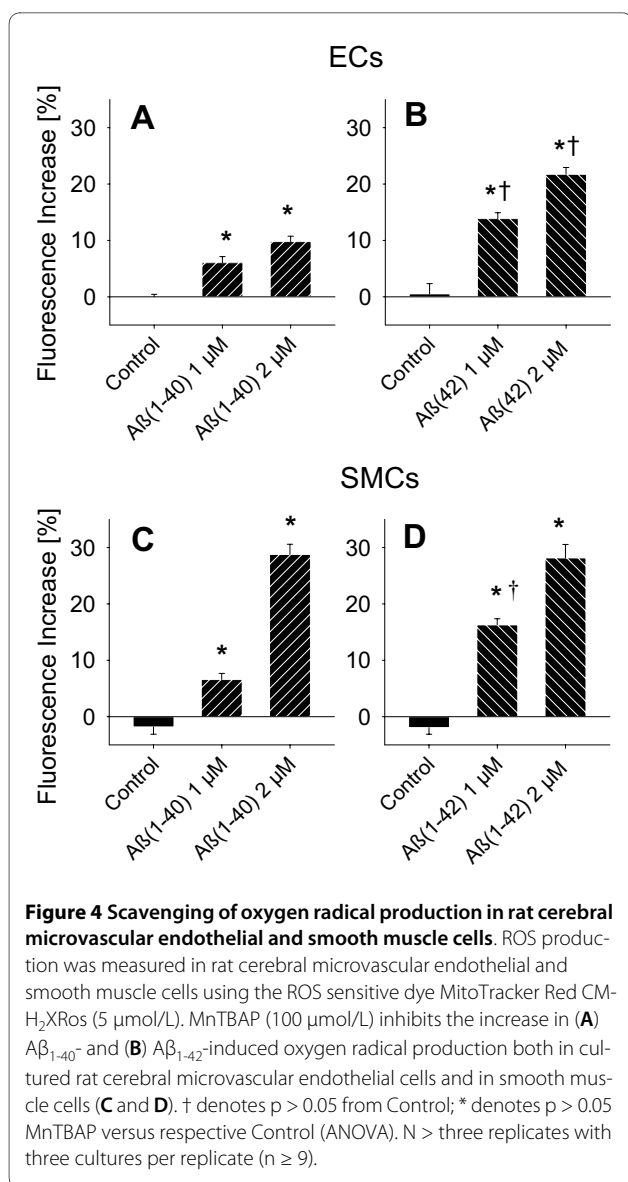 ECs
A
B
Fluorescence Increase [%]
30
20
10
0
*
*
30
20
10
0
*†
*†
Control
Aß(1-40) 1 µM
Aß(1-40) 2 µM
Control
Aß(42) 1 µM
Aß(42) 2 µM
SMCs
C
D
Fluorescence Increase [%]
30
20
10
0
*
*
30
20
10
0
* †
*
Control
Aß(1-40) 1 µM
Aß(1-40) 2 µM
Control
Aß(1-42) 1 µM
Aß(1-42) 2 µM
Figure 4 Scavenging of oxygen radical production in rat cerebral
microvascular endothelial and smooth muscle cells. ROS produc-
tion was measured in rat cerebral microvascular endothelial and
smooth muscle cells using the ROS sensitive dye MitoTracker Red CM-
H₂XRos (5 μmol/L). MnTBAP (100 μmol/L) inhibits the increase in (A)
Aβ₁₋₄₀- and (B) Aβ₁₋₄₂-induced oxygen radical production both in cul-
tured rat cerebral microvascular endothelial cells and in smooth mus-
cle cells (C and D). † denotes p > 0.05 from Control; * denotes p > 0.05
MnTBAP versus respective Control (ANOVA). N > three replicates with
three cultures per replicate (n ≥ 9).